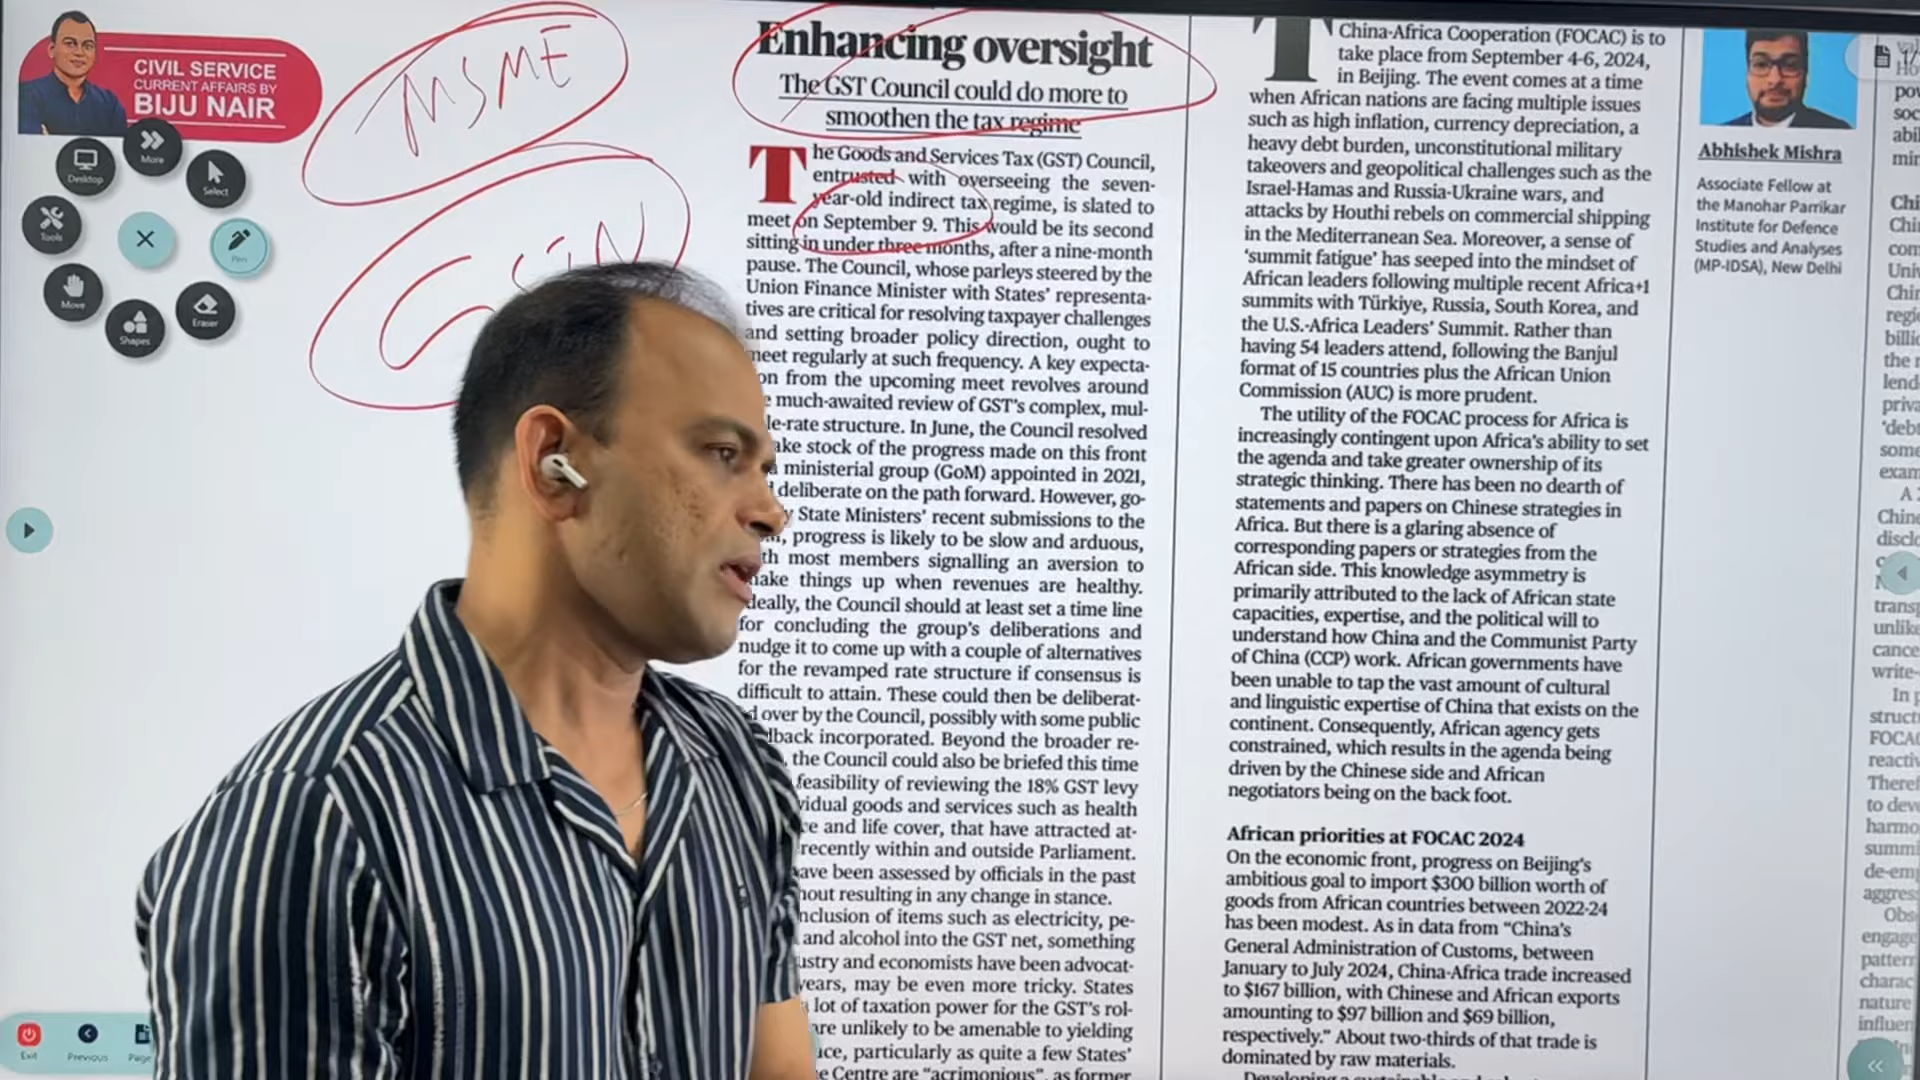 CIVIL SERVICE
CURRENT AFFAIRS BY
BIJU NAIR
More
Desktop
Select
Tools
Pen
Move
Eraser
Shapes
MSME
Enhancing oversight
The GST Council could do more to
smoothen the tax regime
The Goods and Services Tax (GST) Council,
entrusted with overseeing the seven-
year-old indirect tax regime, is slated to
meet on September 9. This would be its second
sitting in under three months, after a nine-month
pause. The Council, whose parleys steered by the
Union Finance Minister with States’ representa-
tives are critical for resolving taxpayer challenges
and setting broader policy direction, ought to
meet regularly at such frequency. A key expecta-
on from the upcoming meet revolves around
much-awaited review of GST’s complex, mul-
le-rate structure. In June, the Council resolved
ake stock of the progress made on this front
ministerial group (GoM) appointed in 2021,
deliberate on the path forward. However, go-
y State Ministers’ recent submissions to the
progress is likely to be slow and arduous,
th most members signalling an aversion to
hake things up when revenues are healthy.
deally, the Council should at least set a time line
for concluding the group’s deliberations and
nudge it to come up with a couple of alternatives
for the revamped rate structure if consensus is
difficult to attain. These could then be deliberat-
d over by the Council, possibly with some public
dback incorporated. Beyond the broader re-
, the Council could also be briefed this time
feasibility of reviewing the 18% GST levy
vidual goods and services such as health
ce and life cover, that have attracted at-
recently within and outside Parliament.
ave been assessed by officials in the past
hout resulting in any change in stance.
nclusion of items such as electricity, pe-
and alcohol into the GST net, something
ustry and economists have been advocat-
years, may be even more tricky. States
lot of taxation power for the GST’s rol-
are unlikely to be amenable to yielding
ace, particularly as quite a few States’
e Centre are “acrimonious”, as former
T China-Africa Cooperation (FOCAC) is to
take place from September 4-6, 2024,
in Beijing. The event comes at a time
when African nations are facing multiple issues
such as high inflation, currency depreciation, a
heavy debt burden, unconstitutional military
takeovers and geopolitical challenges such as the
Israel-Hamas and Russia-Ukraine wars, and
attacks by Houthi rebels on commercial shipping
in the Mediterranean Sea. Moreover, a sense of
‘summit fatigue’ has seeped into the mindset of
African leaders following multiple recent Africa+1
summits with Türkiye, Russia, South Korea, and
the U.S.-Africa Leaders’ Summit. Rather than
having 54 leaders attend, following the Banjul
format of 15 countries plus the African Union
Commission (AUC) is more prudent.
The utility of the FOCAC process for Africa is
increasingly contingent upon Africa’s ability to set
the agenda and take greater ownership of its
strategic thinking. There has been no dearth of
statements and papers on Chinese strategies in
Africa. But there is a glaring absence of
corresponding papers or strategies from the
African side. This knowledge asymmetry is
primarily attributed to the lack of African state
capacities, expertise, and the political will to
understand how China and the Communist Party
of China (CCP) work. African governments have
been unable to tap the vast amount of cultural
and linguistic expertise of China that exists on the
continent. Consequently, African agency gets
constrained, which results in the agenda being
driven by the Chinese side and African
negotiators being on the back foot.
African priorities at FOCAC 2024
On the economic front, progress on Beijing’s
ambitious goal to import $300 billion worth of
goods from African countries between 2022-24
has been modest. As in data from “China’s
General Administration of Customs, between
January to July 2024, China-Africa trade increased
to $167 billion, with Chinese and African exports
amounting to $97 billion and $69 billion,
respectively.” About two-thirds of that trade is
dominated by raw materials.
Abhishek Mishra
Associate Fellow at
the Manohar Parrikar
Institute for Defence
Studies and Analyses
(MP-IDSA), New Delhi
Exit
Previous
Page